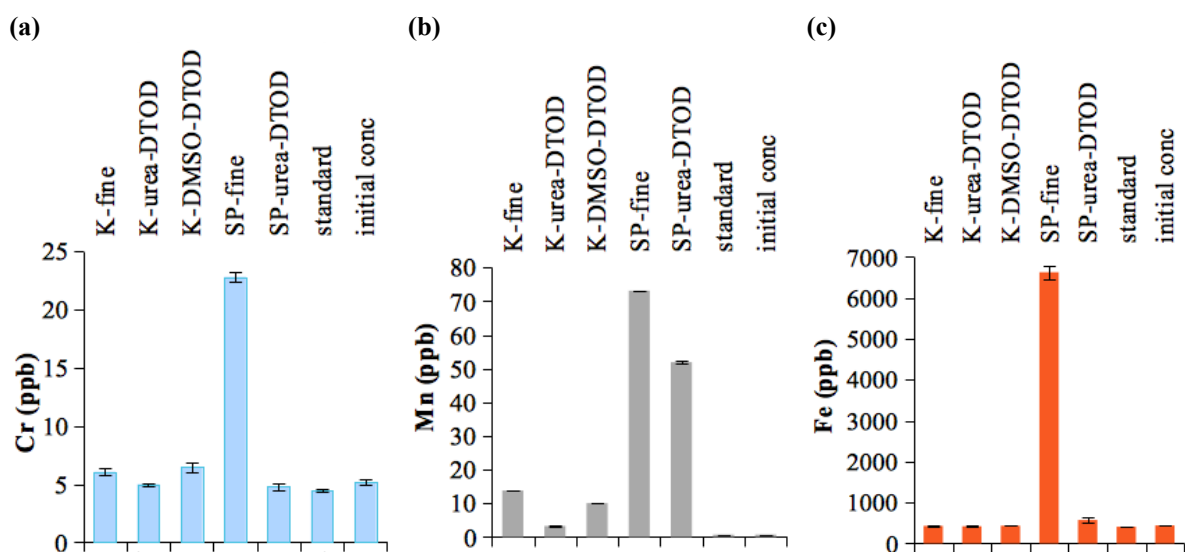 (a)
(b)
(c)
K-fine
K-urea-DTOD
K-DMSO-DTOD
SP-fine
SP-urea-DTOD
standard
initial conc
25
20
15
10
5
0
Cr (ppb)
K-fine
K-urea-DTOD
K-DMSO-DTOD
SP-fine
SP-urea-DTOD
standard
initial conc
80
70
60
50
40
30
20
10
0
Mn (ppb)
K-fine
K-urea-DTOD
K-DMSO-DTOD
SP-fine
SP-urea-DTOD
standard
initial conc
7000
6000
5000
4000
3000
2000
1000
0
Fe (ppb)